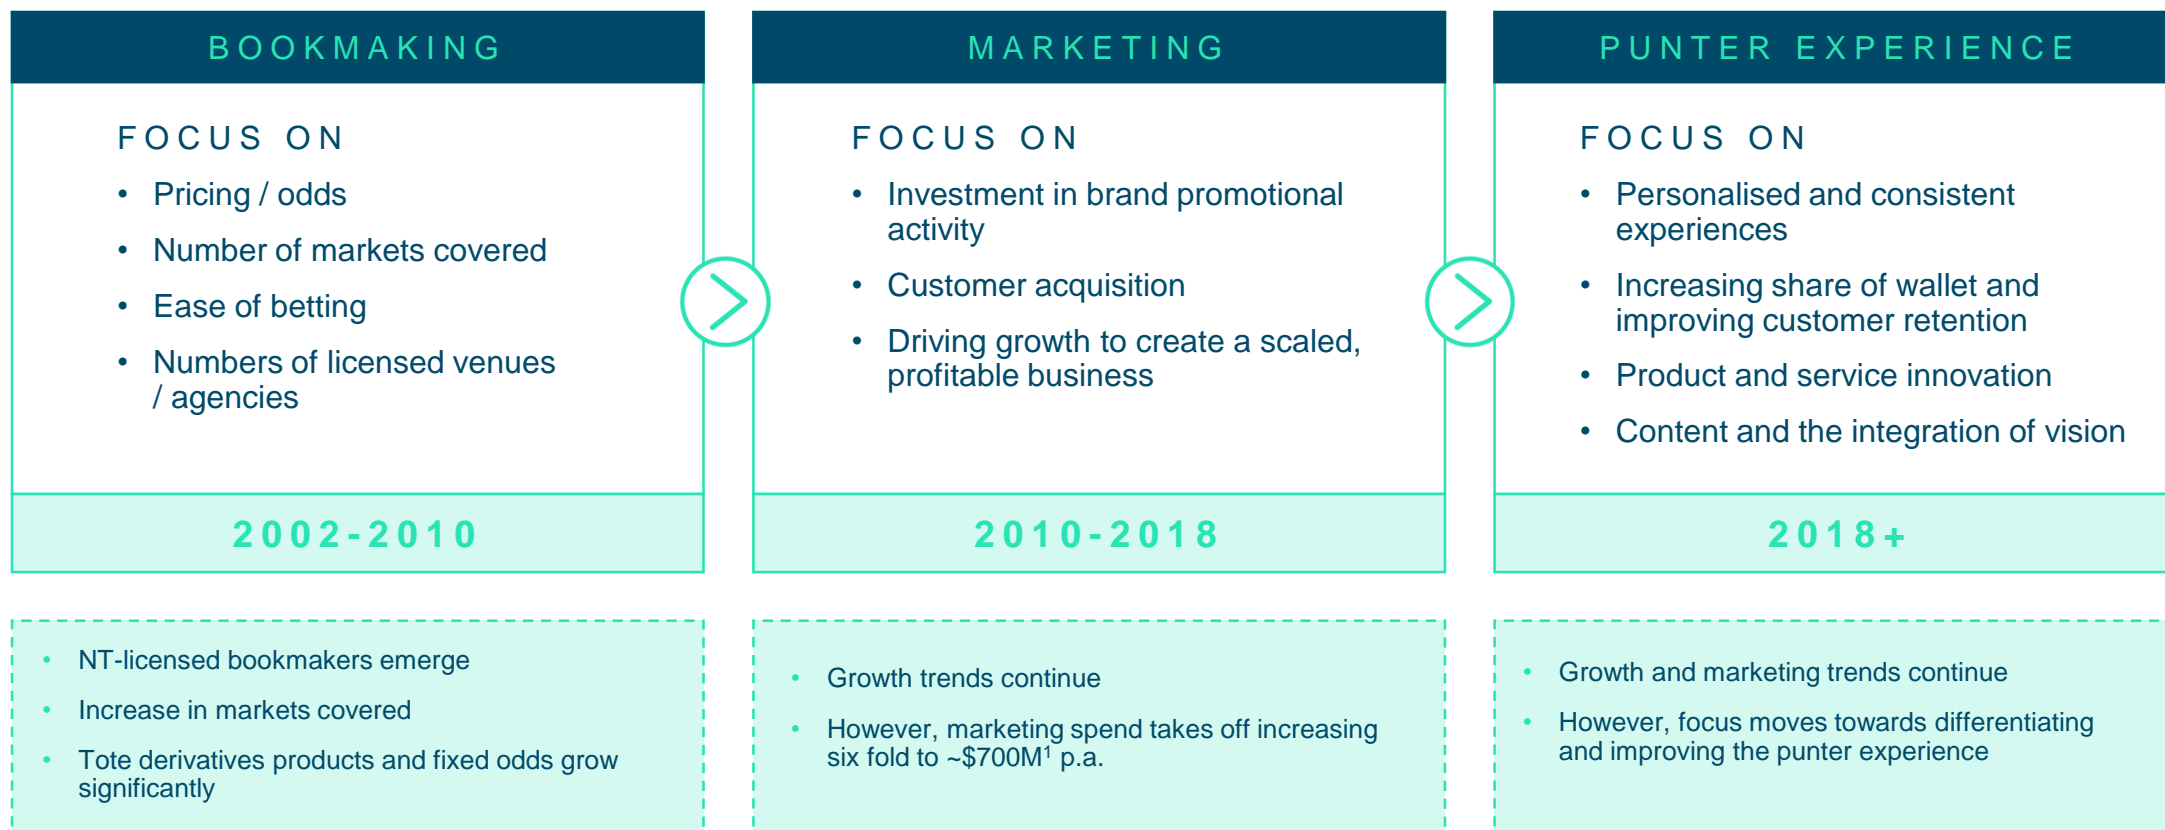 BOOKMAKING
FOCUS ON
• Pricing / odds
• Number of markets covered
• Ease of betting
• Numbers of licensed venues
/ agencies
2002-2010
• NT-licensed bookmakers emerge
• Increase in markets covered
• Tote derivatives products and fixed odds grow
significantly
MARKETING
FOCUS ON
• Investment in brand promotional
activity
• Customer acquisition
• Driving growth to create a scaled,
profitable business
2010-2018
• Growth trends continue
• However, marketing spend takes off increasing
six fold to ~$700M¹ p.a.
PUNTER EXPERIENCE
FOCUS ON
• Personalised and consistent
experiences
• Increasing share of wallet and
improving customer retention
• Product and service innovation
• Content and the integration of vision
2018+
• Growth and marketing trends continue
• However, focus moves towards differentiating
and improving the punter experience